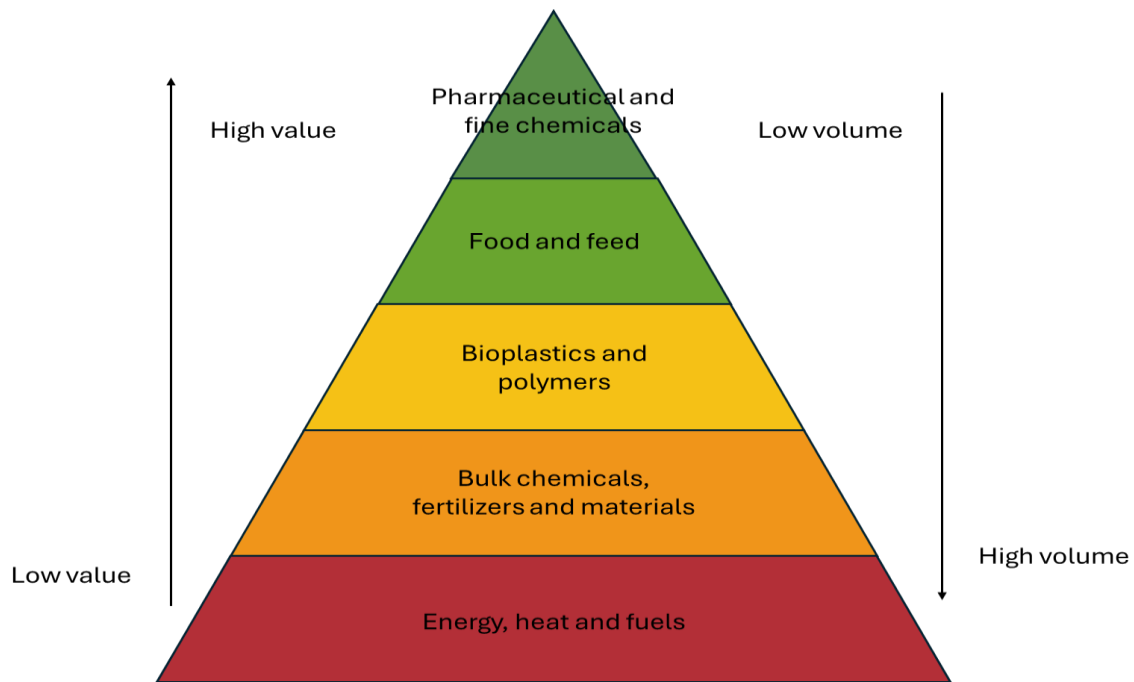 Pharmaceutical and
fine chemicals
High value
Low volume
Food and feed
Bioplastics and
polymers
Bulk chemicals,
fertilizers and materials
High volume
Low value
Energy, heat and fuels